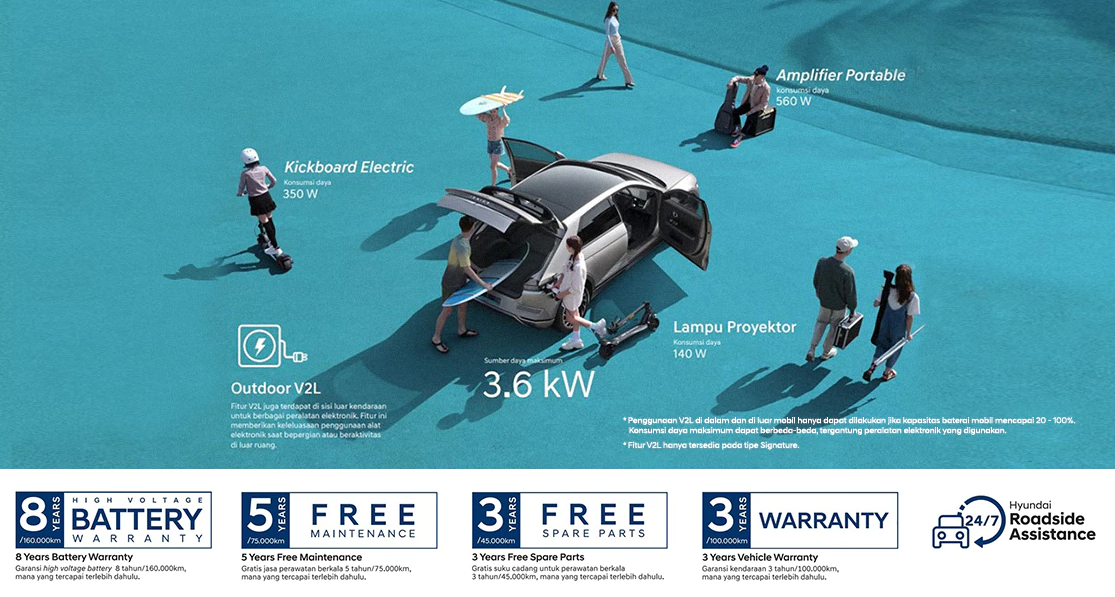 Amplifier Portable
konsumsi daya
560 W
Kickboard Electric
Konsumsi daya
350 W
Lampu Proyektor
Konsumsi daya
140 W
Outdoor V2L
Fitur V2L juga terdapat di sisi luar kendaraan
untuk berbagai peralatan elektronik. Fitur ini
memberikan keleluasaan penggunaan alat
elektronik saat bepergian atau beraktivitas
di luar ruang.
Sumber daya maksimum
3.6 kW
* Penggunaan V2L di dalam dan di luar mobil hanya dapat dilakukan jika kapasitas baterai mobil mencapai 20 - 100%.
Konsumsi daya maksimum dapat berbeda-beda, tergantung peralatan elektronik yang digunakan.
* Fitur V2L hanya tersedia pada tipe Signature.
8 YEARS
/160.000km
HIGH VOLTAGE
BATTERY
WARRANTY
8 Years Battery Warranty
Garansi high voltage battery 8 tahun/160.000km,
mana yang tercapai terlebih dahulu.
5 YEARS
/75.000km
FREE
MAINTENANCE
5 Years Free Maintenance
Gratis jasa perawatan berkala 5 tahun/75.000km,
mana yang tercapai terlebih dahulu.
3 YEARS
/45.000km
FREE
SPARE PARTS
3 Years Free Spare Parts
Gratis suku cadang untuk perawatan berkala
3 tahun/45.000km, mana yang tercapai terlebih dahulu.
3 YEARS
/100.000km
WARRANTY
3 Years Vehicle Warranty
Garansi kendaraan 3 tahun/100.000km,
mana yang tercapai terlebih dahulu.
24/7
Hyundai
Roadside
Assistance